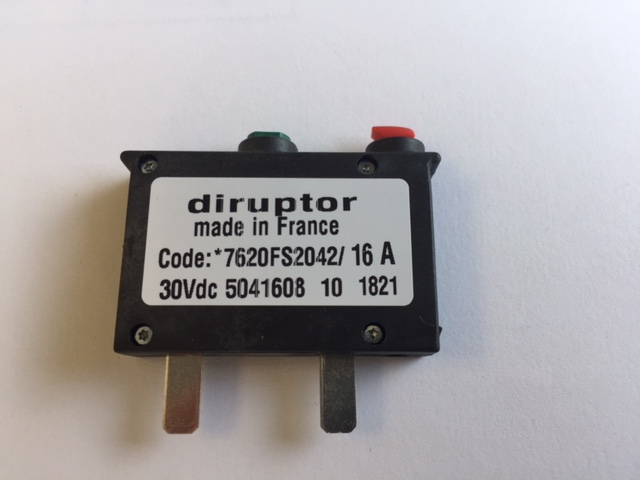 diruptor
made in France
Code:*7620FS2042/ 16 A
30Vdc 5041608 10 1821